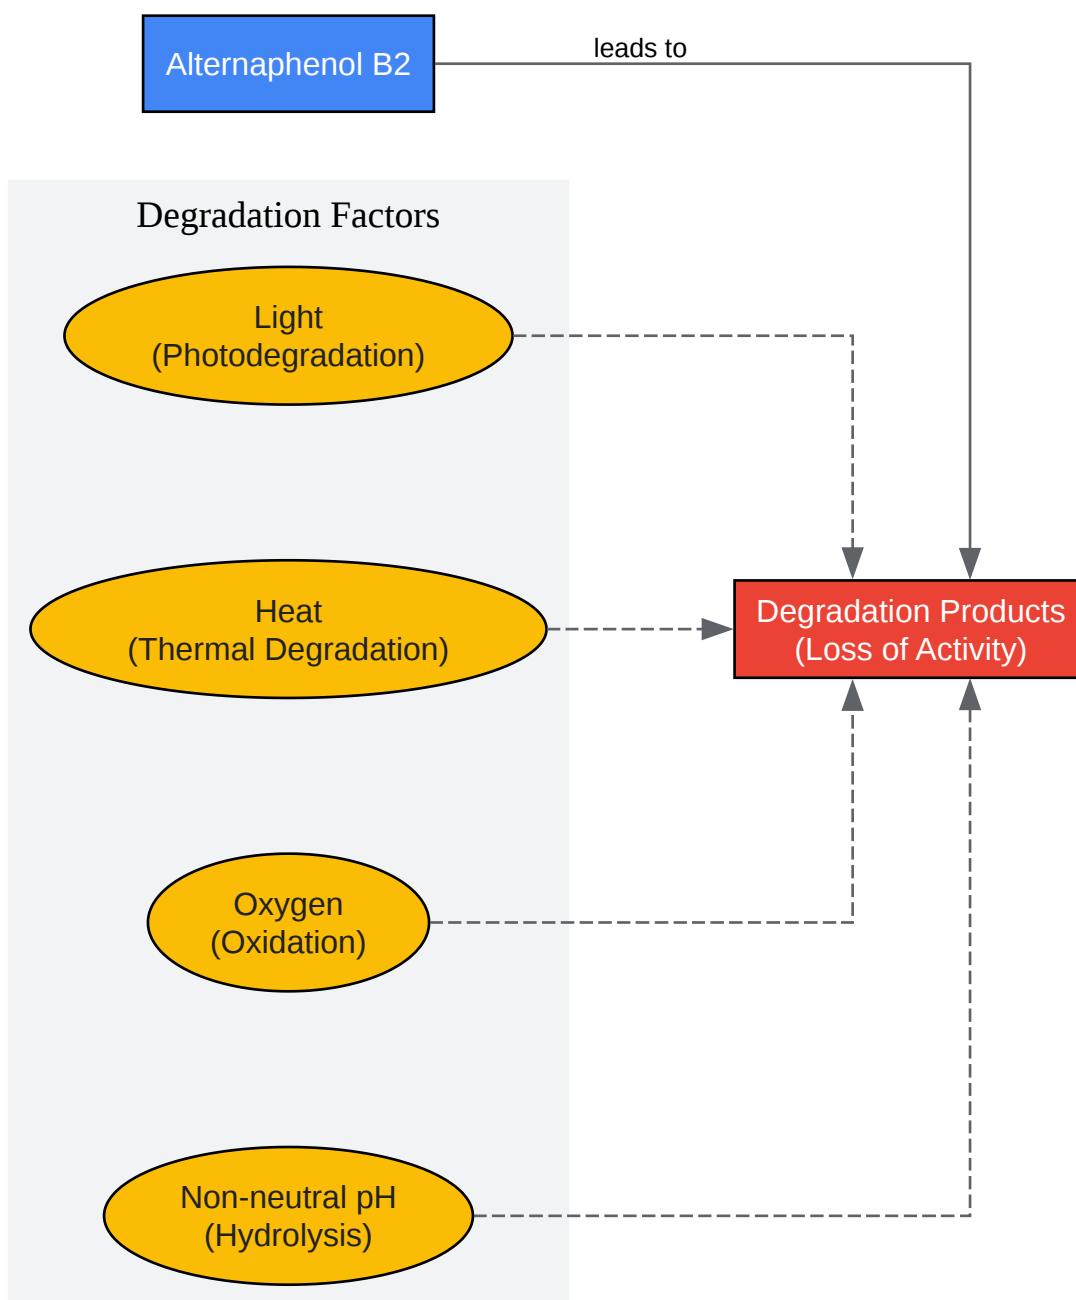 Alternaphenol B2
leads to
Degradation Factors
Light
(Photodegradation)
Heat
(Thermal Degradation)
Degradation Products
(Loss of Activity)
Oxygen
(Oxidation)
Non-neutral pH
(Hydrolysis)